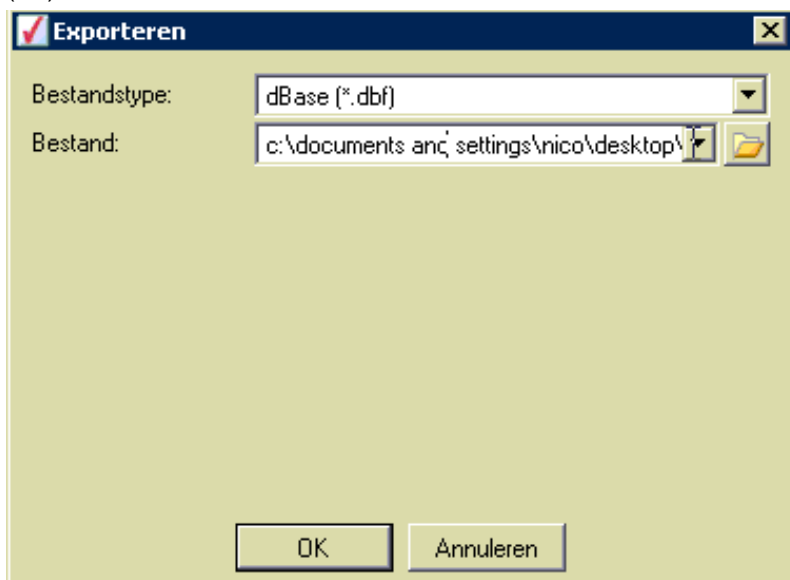 Exporteren
Bestandstype: dBase (*.dbf)
Bestand: c:\documents and settings\nico\desktop\
OK Annuleren